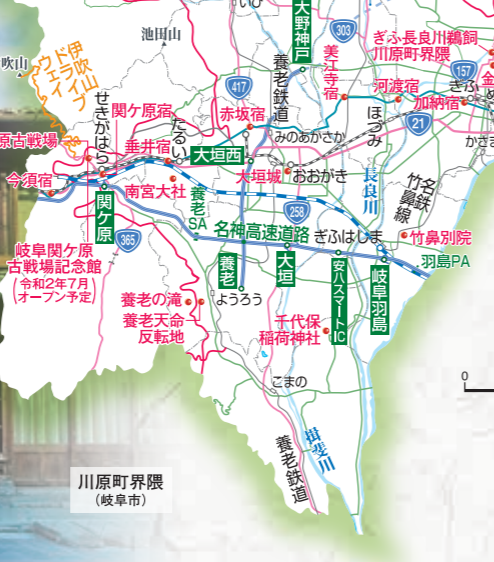 大野神戸
池田山
吹山
伊吹山
ドライブ
ウェイ
303
ぎふ長良川鵜飼
川原町界隈
157
美江寺宿
養老鉄道
417
河渡宿
ぎふ
加納宿
金
め
せきがはら
関ケ原宿
たるい
赤坂宿
みのあかさか
ほづみ
21
かさま
原古戦場
垂井宿
大垣西
今須宿
南宮大社
大垣城
おおがき
長良川
名鉄
竹鼻線
関ケ原
養老
SA
258
365
名神高速道路
ぎふはしま
竹鼻別院
羽島PA
岐阜関ケ原
古戦場記念館
(令和2年7月
オープン予定)
養老
大垣
安八スマートIC
岐阜羽島
養老の滝
ようろう
養老天命
反転地
千代保
稲荷神社
0
こまの
揖斐川
養老鉄道
川原町界隈
(岐阜市)